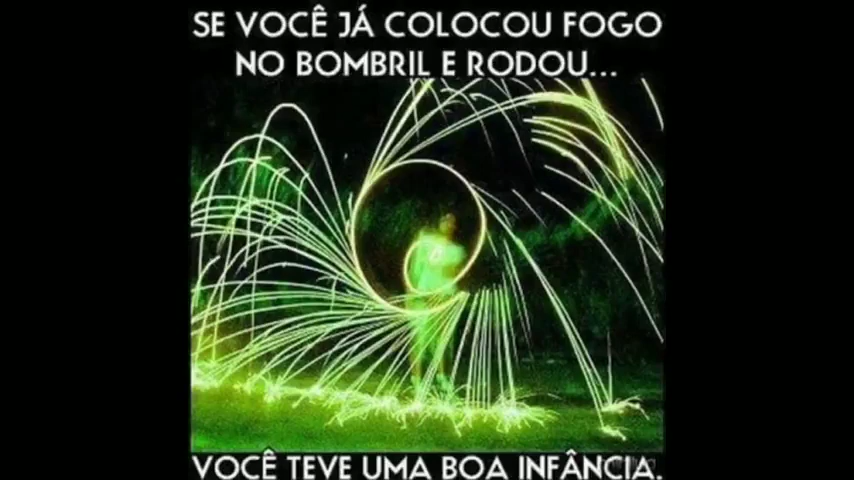 SE VOCÊ JÁ COLOCOU FOGO
NO BOMBRIL E RODOU...
VOCÊ TEVE UMA BOA INFÂNCIA.